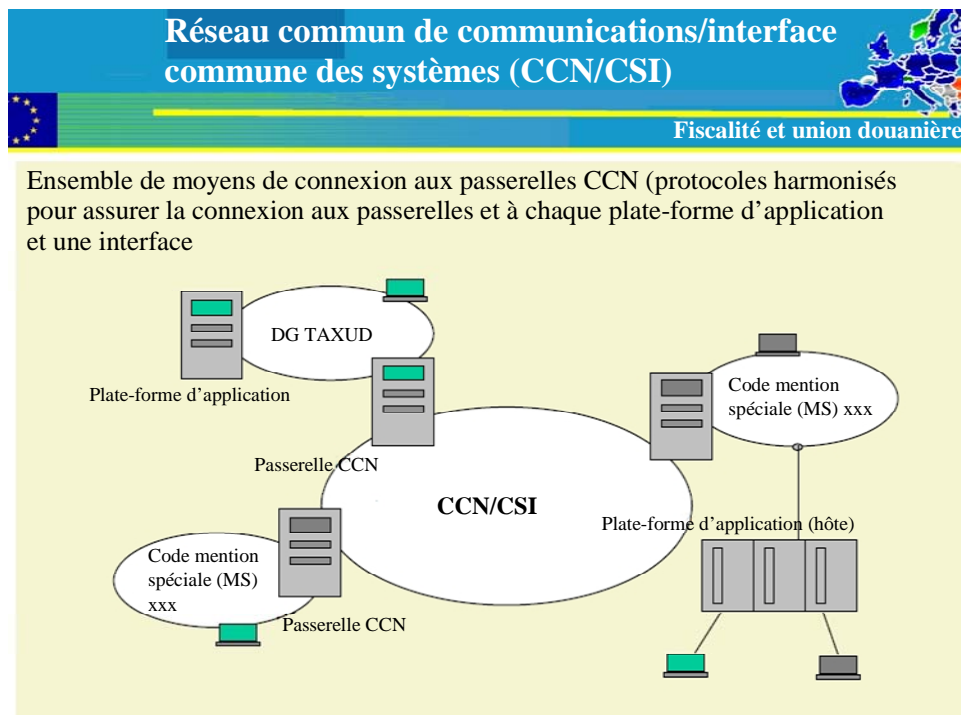 Réseau commun de communications/interface
commune des systèmes (CCN/CSI)
Fiscalité et union douanière
Ensemble de moyens de connexion aux passerelles CCN (protocoles harmonisés
pour assurer la connexion aux passerelles et à chaque plate-forme d’application
et une interface
DG TAXUD
Plate-forme d’application
Code mention
spéciale (MS) xxx
Passerelle CCN
CCN/CSI
Plate-forme d’application (hôte)
Code mention
spéciale (MS)
xxx
Passerelle CCN